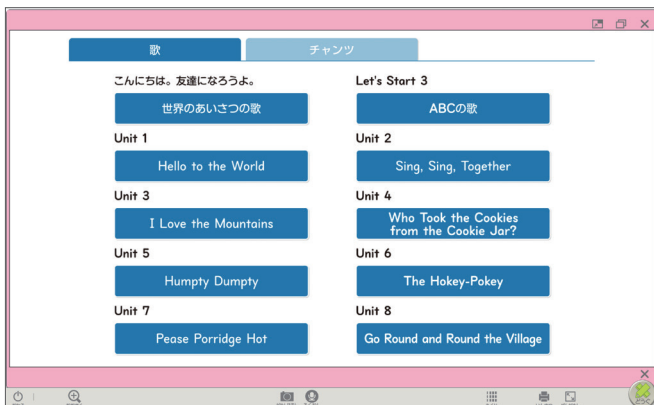 歌
チャンツ
こんにちは。友達になろうよ。
世界のあいさつの歌
Let's Start 3
ABCの歌
Unit 1
Hello to the World
Unit 2
Sing, Sing, Together
Unit 3
I Love the Mountains
Unit 4
Who Took the Cookies
from the Cookie Jar?
Unit 5
Humpty Dumpty
Unit 6
The Hokey-Pokey
Unit 7
Pease Porridge Hot
Unit 8
Go Round and Round the Village